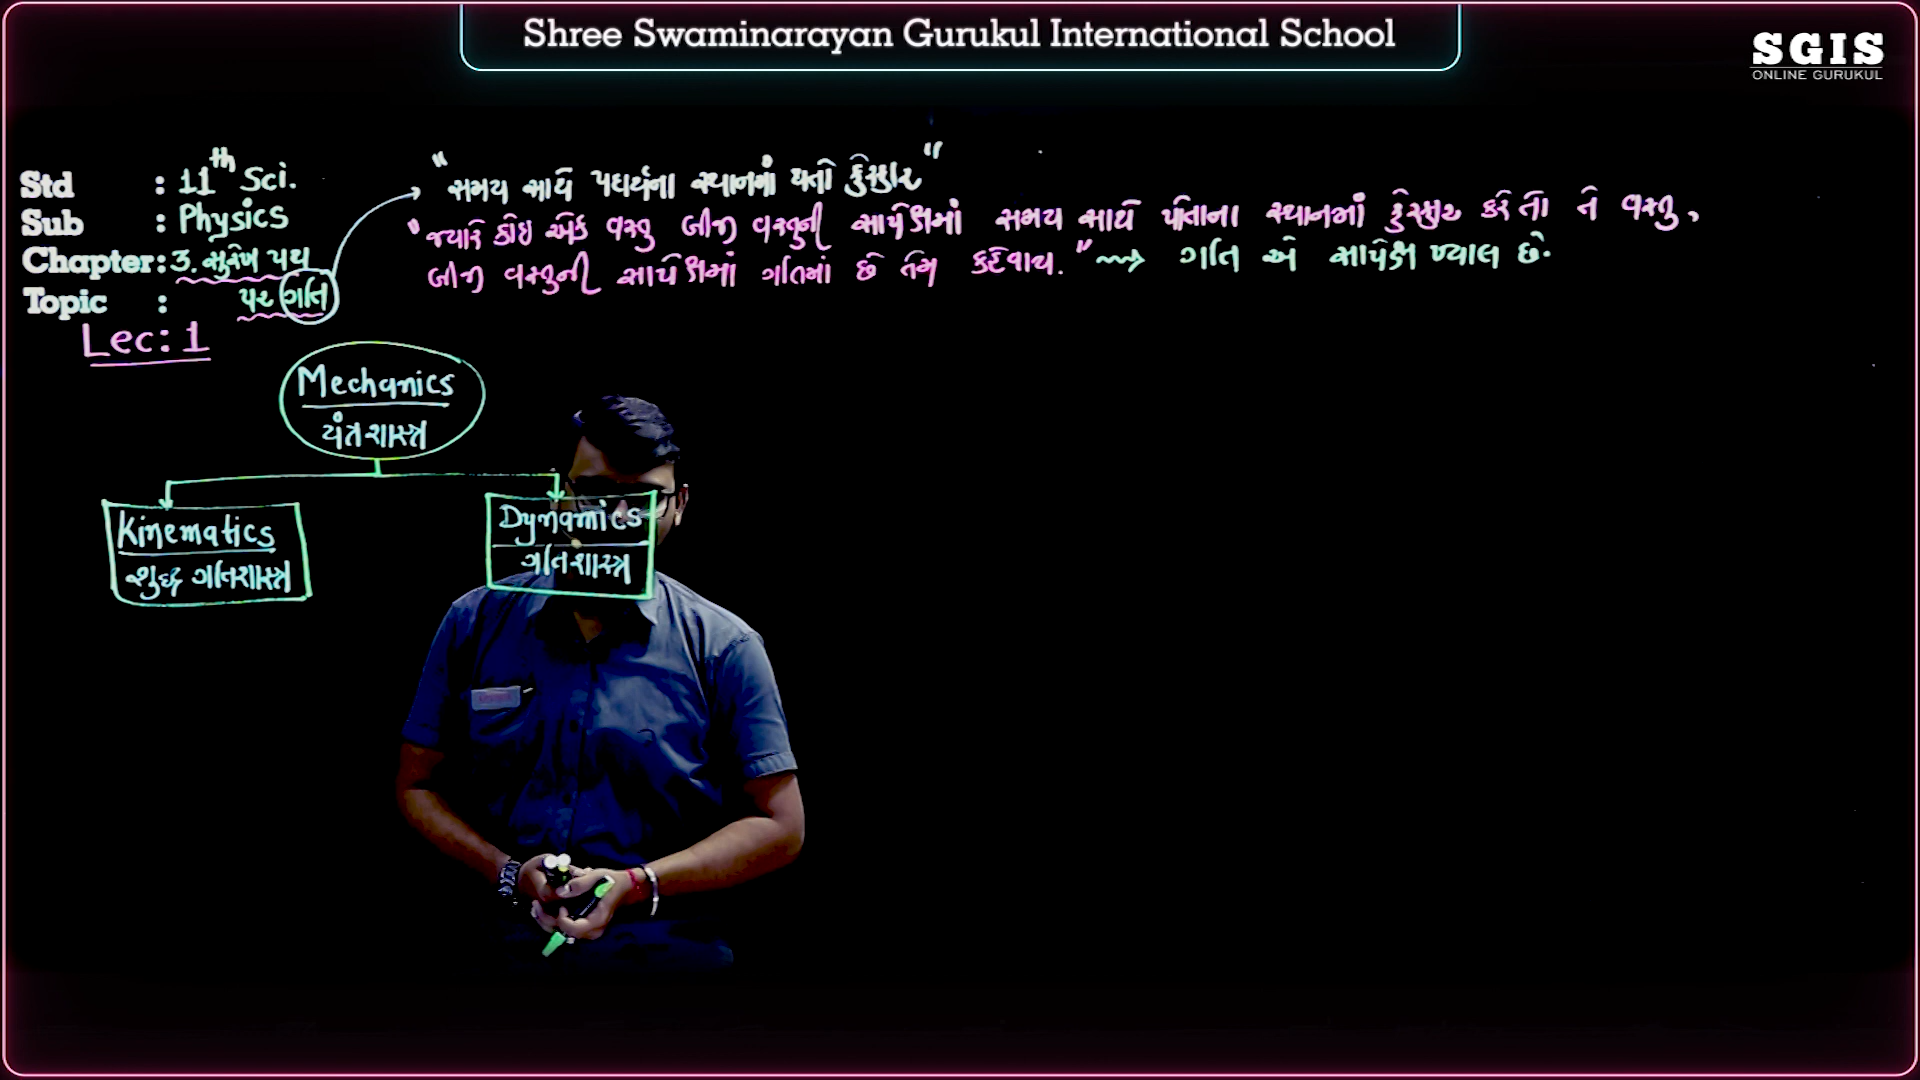 Shree Swaminarayan Gurukul International School
SGIS
ONLINE GURUKUL
Std : 11th Sci.
Sub : Physics
Chapter : 3. સુરેખ પથ
Topic : પર ગતિ
Lec: 1
"સમય સાથે પદાર્થના સ્થાનમાં થતો ફેરફાર"
"જ્યારે કોઇ એક વસ્તુ બીજી વસ્તુની સાપેક્ષમાં સમય સાથે પોતાના સ્થાનમાં ફેરફાર કરે તો તે વસ્તુ,
બીજી વસ્તુની સાપેક્ષમાં ગતિમાં છે તેમ કહેવાય." ગતિ એ સાપેક્ષ ખ્યાલ છે.
Mechanics
યંત્રશાસ્ત્ર
Kinematics
શુદ્ધ ગતિશાસ્ત્ર
Dynamics
ગતિશાસ્ત્ર